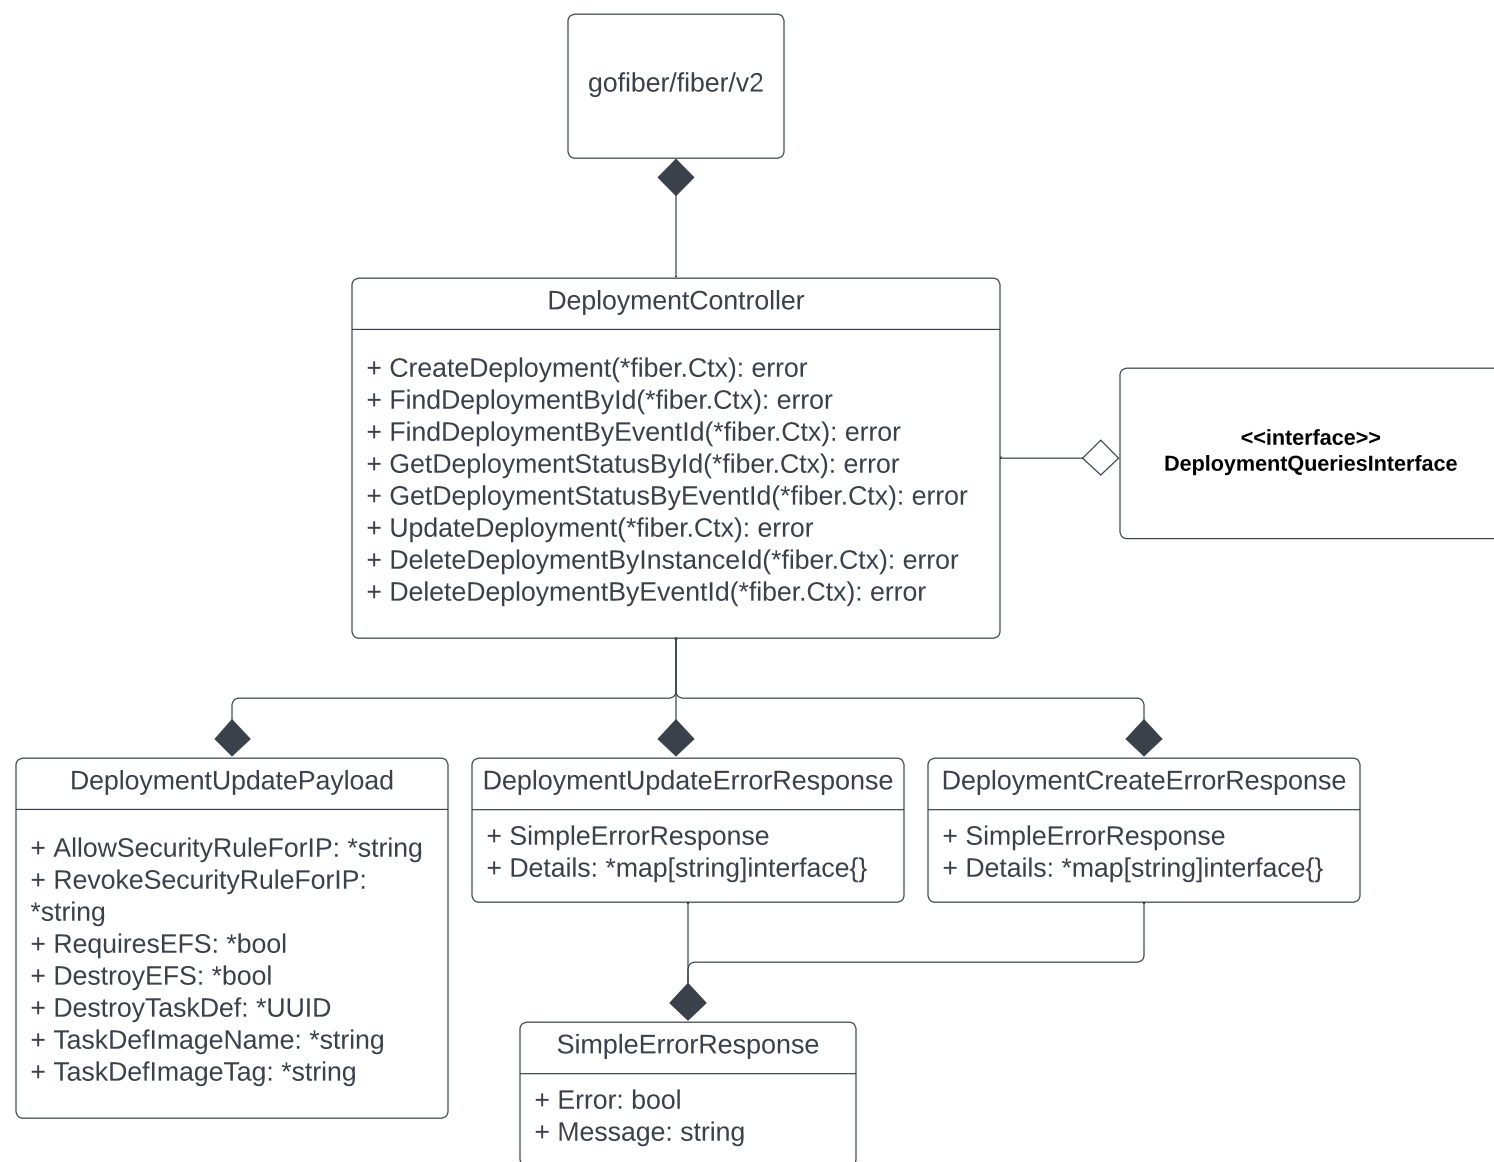 gofiber/fiber/v2
DeploymentController
+ CreateDeployment(*fiber.Ctx): error
+ FindDeploymentById(*fiber.Ctx): error
+ FindDeploymentByEventId(*fiber.Ctx): error
+ GetDeploymentStatusById(*fiber.Ctx): error
+ GetDeploymentStatusByEventId(*fiber.Ctx): error
+ UpdateDeployment(*fiber.Ctx): error
+ DeleteDeploymentByInstanceId(*fiber.Ctx): error
+ DeleteDeploymentByEventId(*fiber.Ctx): error
<<interface>>
DeploymentQueriesInterface
DeploymentUpdatePayload
+ AllowSecurityRuleForIP: *string
+ RevokeSecurityRuleForIP:
*string
+ RequiresEFS: *bool
+ DestroyEFS: *bool
+ DestroyTaskDef: *UUID
+ TaskDefImageName: *string
+ TaskDefImageTag: *string
DeploymentUpdateErrorResponse
+ SimpleErrorResponse
+ Details: *map[string]interface{}
DeploymentCreateErrorResponse
+ SimpleErrorResponse
+ Details: *map[string]interface{}
SimpleErrorResponse
+ Error: bool
+ Message: string